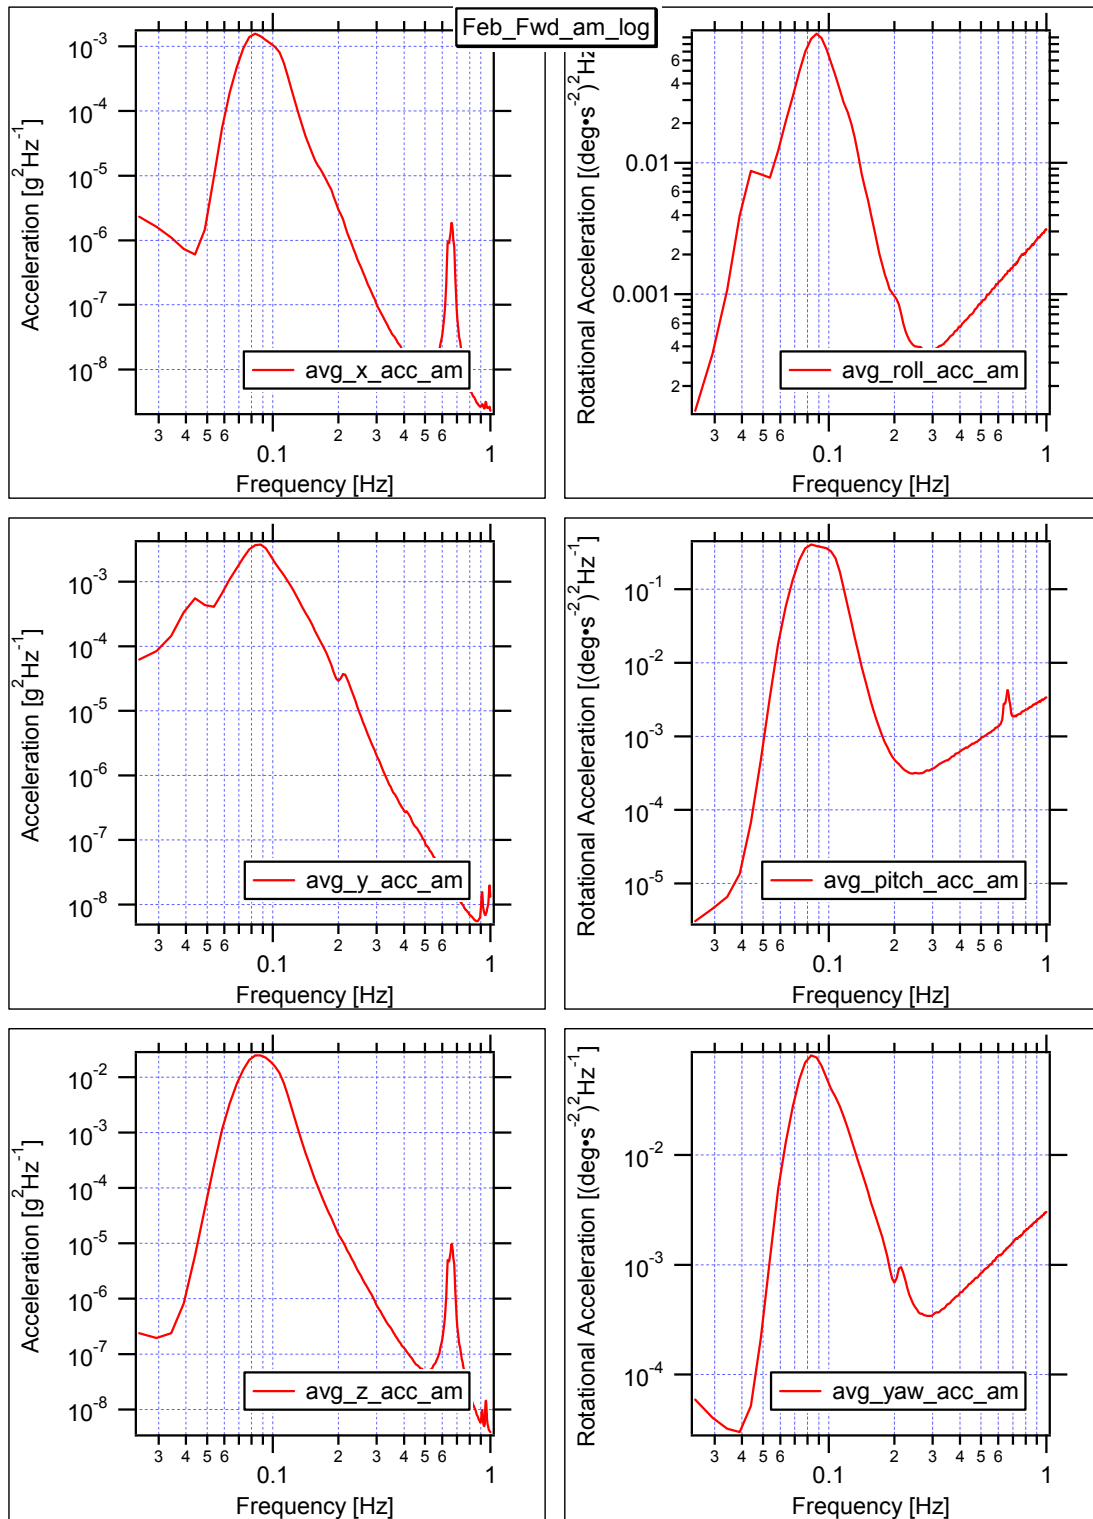 Feb_Fwd_am_log
Acceleration [g²Hz⁻¹]
10⁻³
10⁻⁴
10⁻⁵
10⁻⁶
10⁻⁷
10⁻⁸
avg_x_acc_am
3 4 5 6 2 3 4 5 6
0.1 1
Frequency [Hz]
Rotational Acceleration [(deg•s⁻²)²Hz
8
6
4
2
0.01
8
6
4
2
0.001
8
6
4
2
avg_roll_acc_am
3 4 5 6 2 3 4 5 6
0.1 1
Frequency [Hz]
Acceleration [g²Hz⁻¹]
10⁻³
10⁻⁴
10⁻⁵
10⁻⁶
10⁻⁷
10⁻⁸
avg_y_acc_am
3 4 5 6 2 3 4 5 6
0.1 1
Frequency [Hz]
Rotational Acceleration [(deg•s⁻²)²Hz⁻¹]
10⁻¹
10⁻²
10⁻³
10⁻⁴
10⁻⁵
avg_pitch_acc_am
3 4 5 6 2 3 4 5 6
0.1 1
Frequency [Hz]
Acceleration [g²Hz⁻¹]
10⁻²
10⁻³
10⁻⁴
10⁻⁵
10⁻⁶
10⁻⁷
10⁻⁸
avg_z_acc_am
3 4 5 6 2 3 4 5 6
0.1 1
Frequency [Hz]
Rotational Acceleration [(deg•s⁻²)²Hz⁻¹]
10⁻²
10⁻³
10⁻⁴
avg_yaw_acc_am
3 4 5 6 2 3 4 5 6
0.1 1
Frequency [Hz]